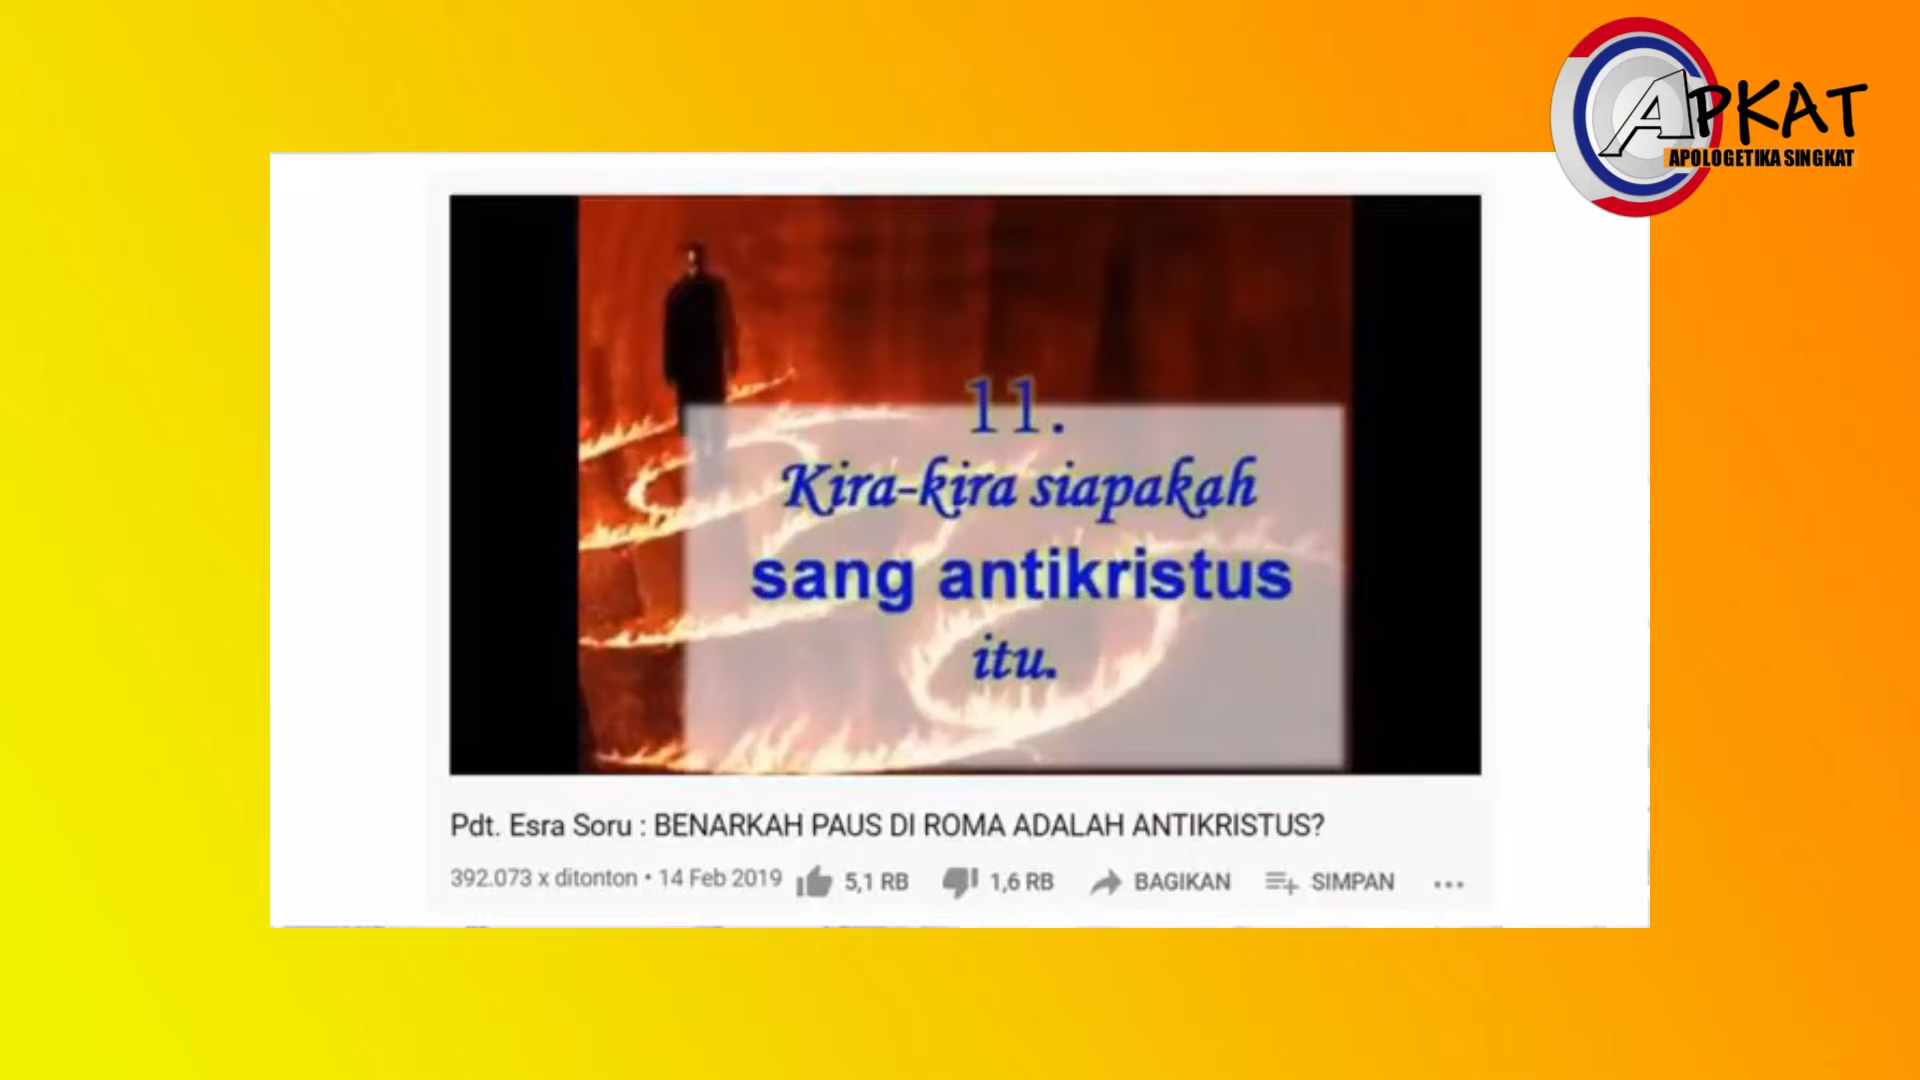 APKAT
APOLOGETIKA SINGKAT
11.
Kira-kira siapakah
sang antikristus
itu.
Pdt. Esra Soru : BENARKAH PAUS DI ROMA ADALAH ANTIKRISTUS?
392.073 x ditonton • 14 Feb 2019 5,1 RB 1,6 RB BAGIKAN SIMPAN ...